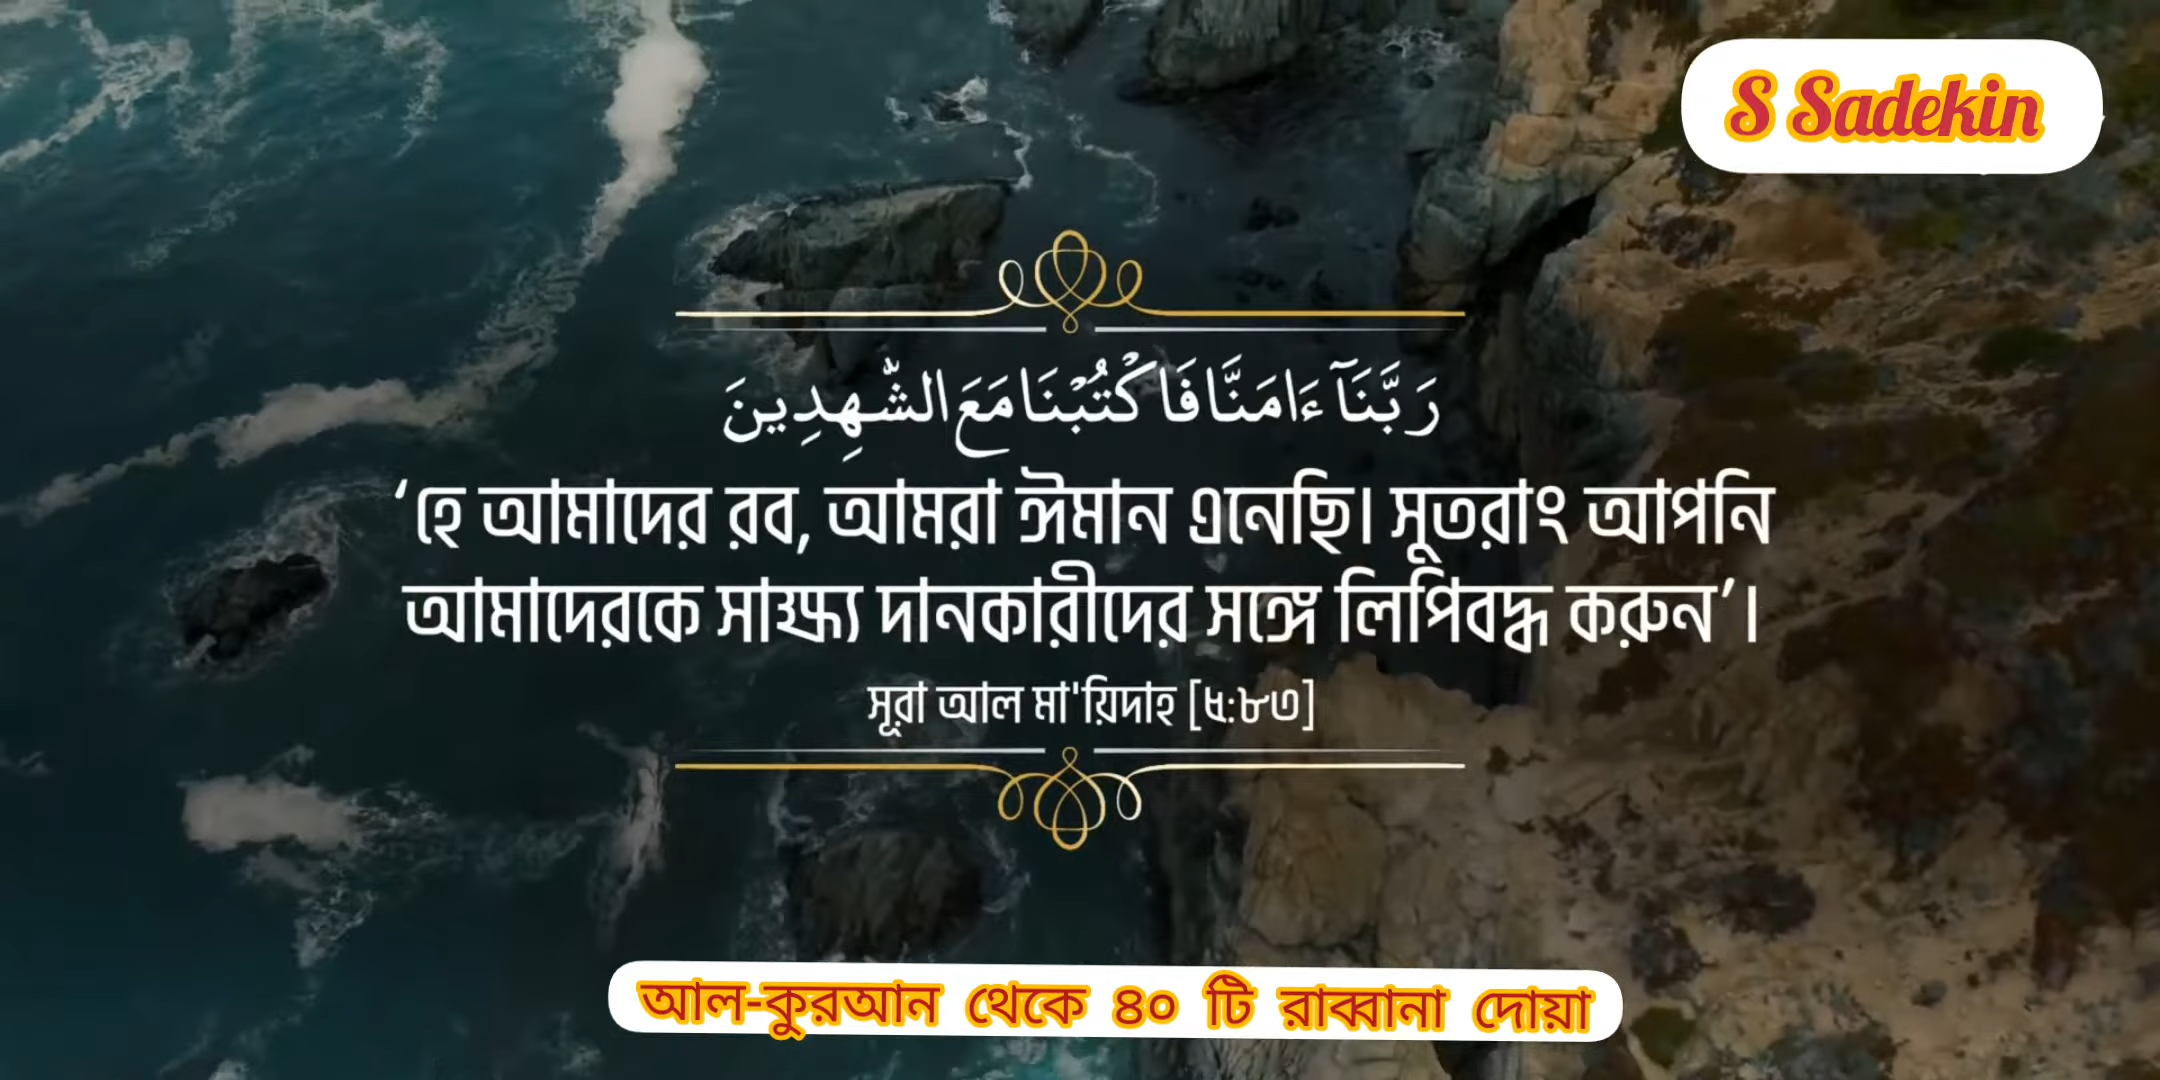 S Sadekin
رَبَّنَآ ءَامَنَّا فَاكْتُبْنَا مَعَ الشَّٰهِدِينَ
‘হে আমাদের রব, আমরা ঈমান এনেছি। সুতরাং আপনি
আমাদেরকে সাক্ষ্য দানকারীদের সঙ্গে লিপিবদ্ধ করুন’।
সূরা আল মা'য়িদাহ [৫:৮৩]
আল-কুরআন থেকে ৪০ টি রাব্বানা দোয়া